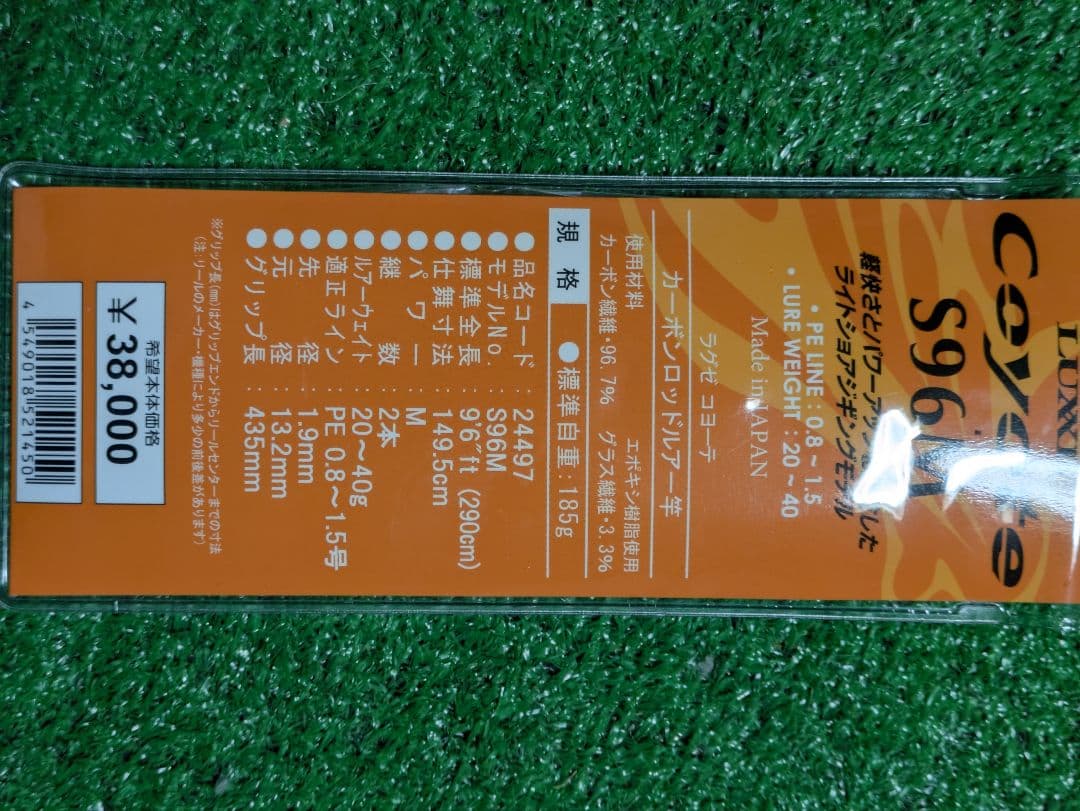 LUXX
Coyote
S96M
軽快さとパワーアップ した
ライトショアジギングモデル
・PE LINE : 0.8~1.5
・LURE WEIGHT : 20~40
Made in JAPAN
ラグゼ コヨーテ
カーボンロッドルアー竿
使用材料 エポキシ樹脂使用
カーボン繊維・96.7% グラス繊維・3.3%
規格 ●標準自重:185g
●品名コード:24497
●モデルNo.:S96M
●標準全長:9'6"ft (290cm)
●仕舞寸法:149.5cm
●パワー:M
●継数:2本
●ルアーウェイト:20~40g
●適正ライン:PE 0.8~1.5号
●先径:1.9mm
●元径:13.2mm
●グリップ長:435mm
※グリップ長(mm)はグリップエンドからリールセンターまでの寸法
(注:リールのメーカー・機種により多少の前後差があります)
希望本体価格
¥38,000
4 549018 521450